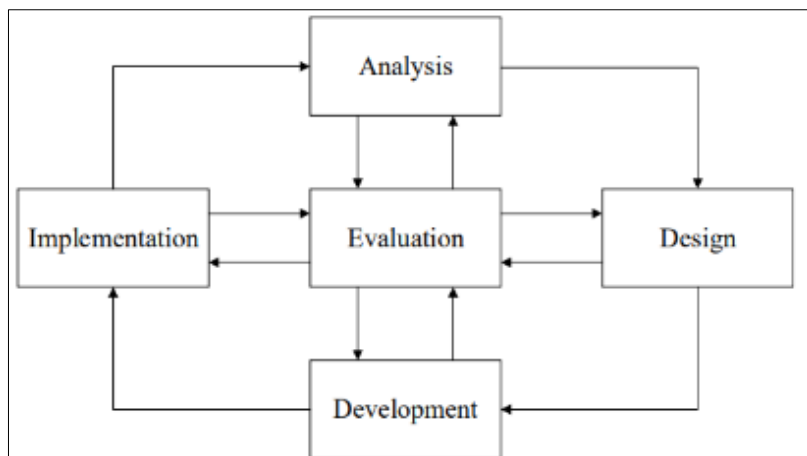 Analysis
Implementation
Evaluation
Design
Development